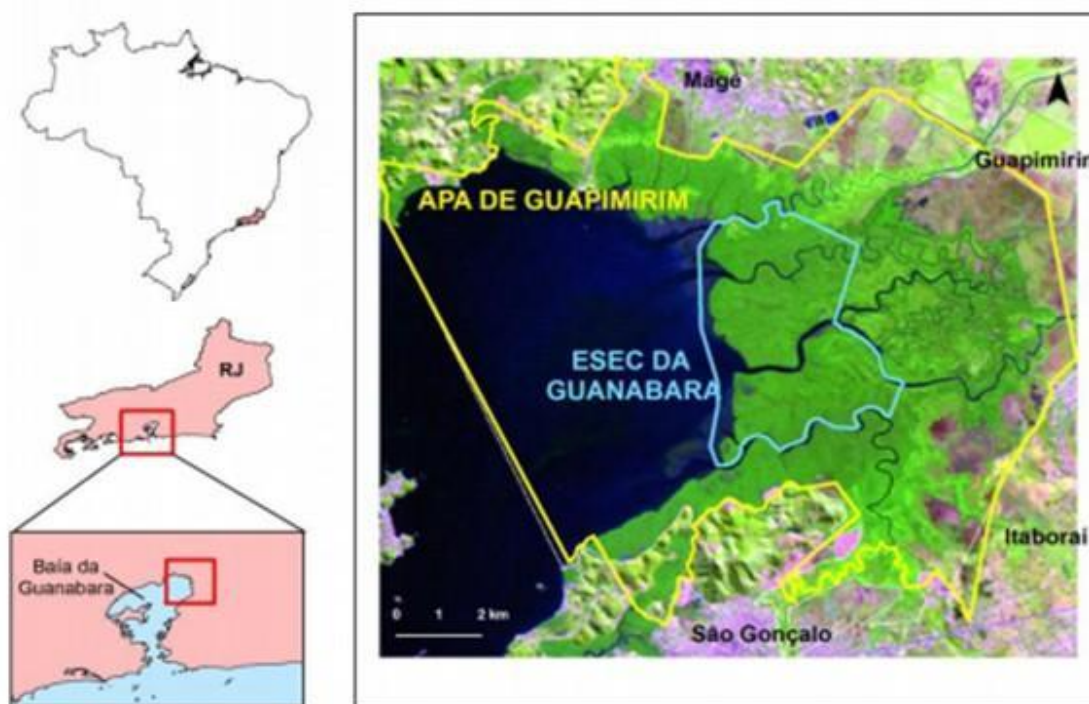 RJ
Baía da
Guanabara
Magé
Guapimirim
APA DE GUAPIMIRIM
ESEC DA
GUANABARA
Itaboraí
0 1 2 km
São Gonçalo